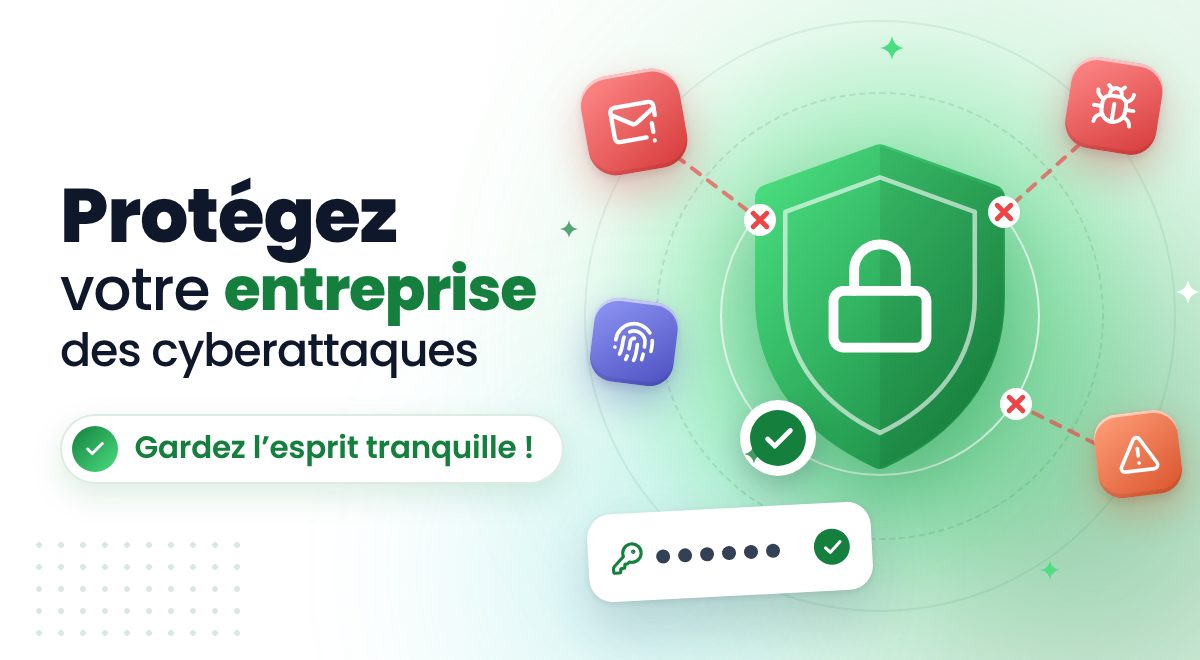 Protégez
votre entreprise
des cyberattaques
Gardez l’esprit tranquille !